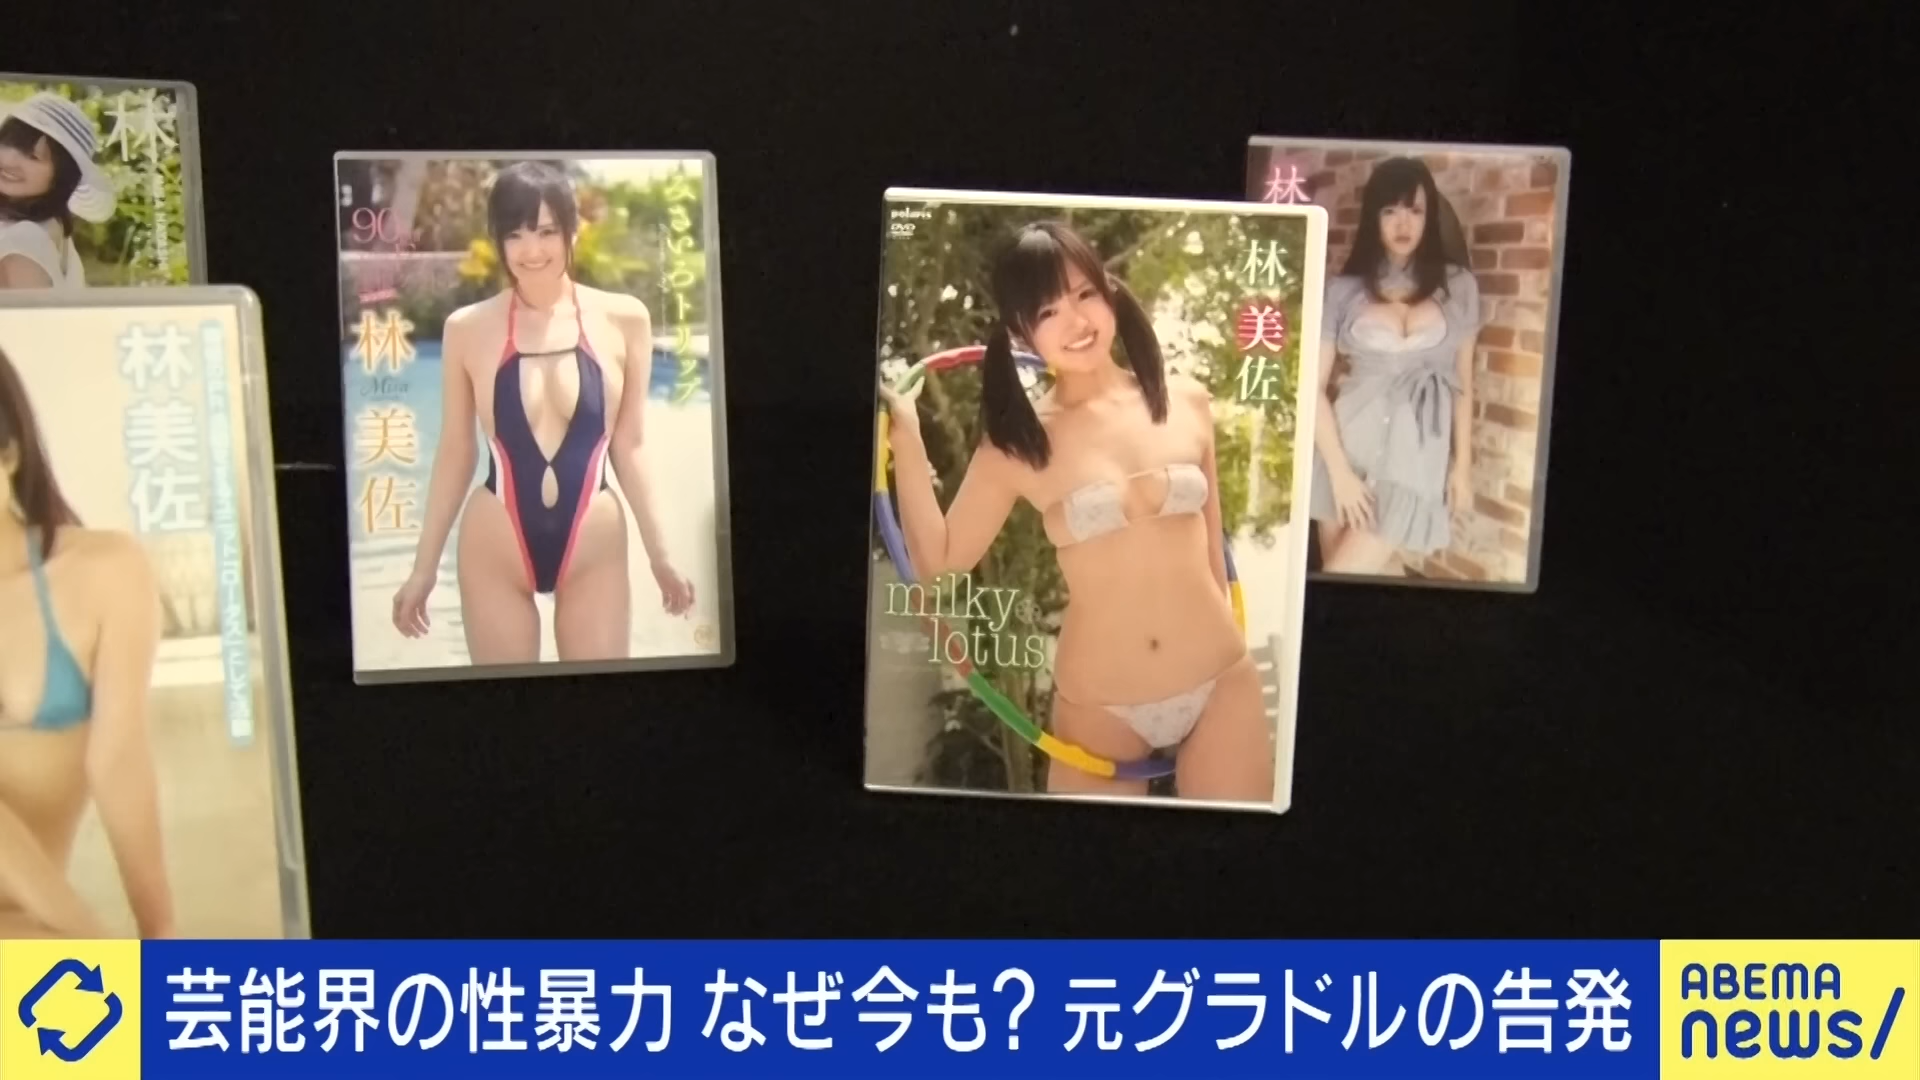 林
林美佐
90
林
Misa
美佐
みさいろトリップ
polaris
DVD
林美佐
milky
lotus
林
芸能界の性暴力 なぜ今も? 元グラドルの告発
ABEMA
news/